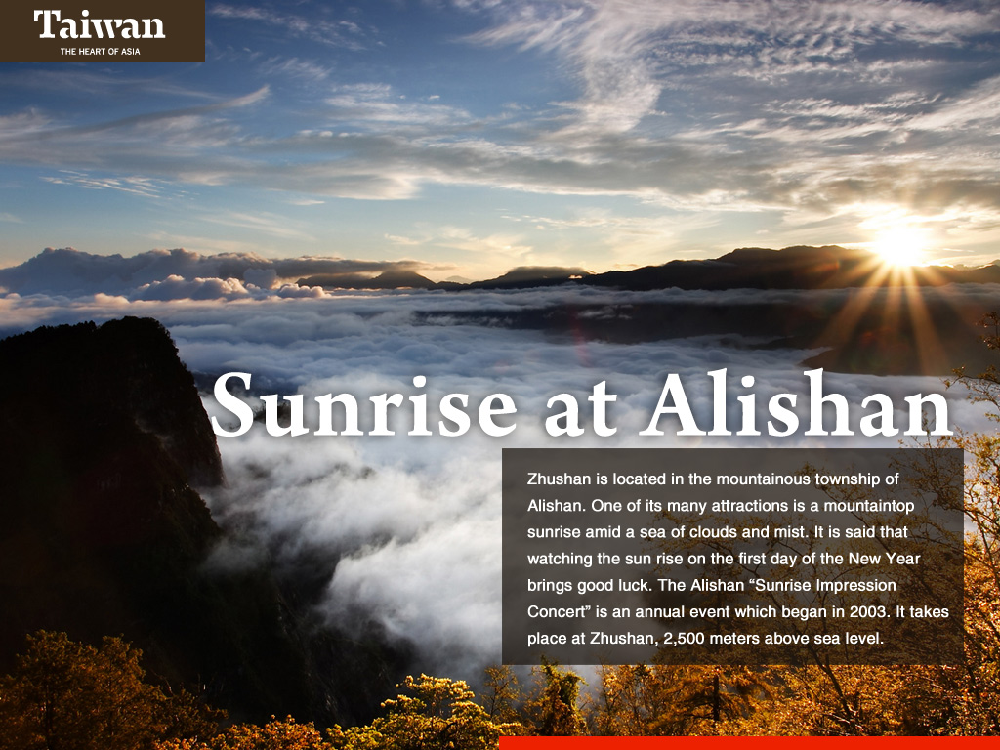 Taiwan
THE HEART OF ASIA
Sunrise at Alishan
Zhushan is located in the mountainous township of
Alishan. One of its many attractions is a mountaintop
sunrise amid a sea of clouds and mist. It is said that
watching the sun rise on the first day of the New Year
brings good luck. The Alishan “Sunrise Impression
Concert” is an annual event which began in 2003. It takes
place at Zhushan, 2,500 meters above sea level.